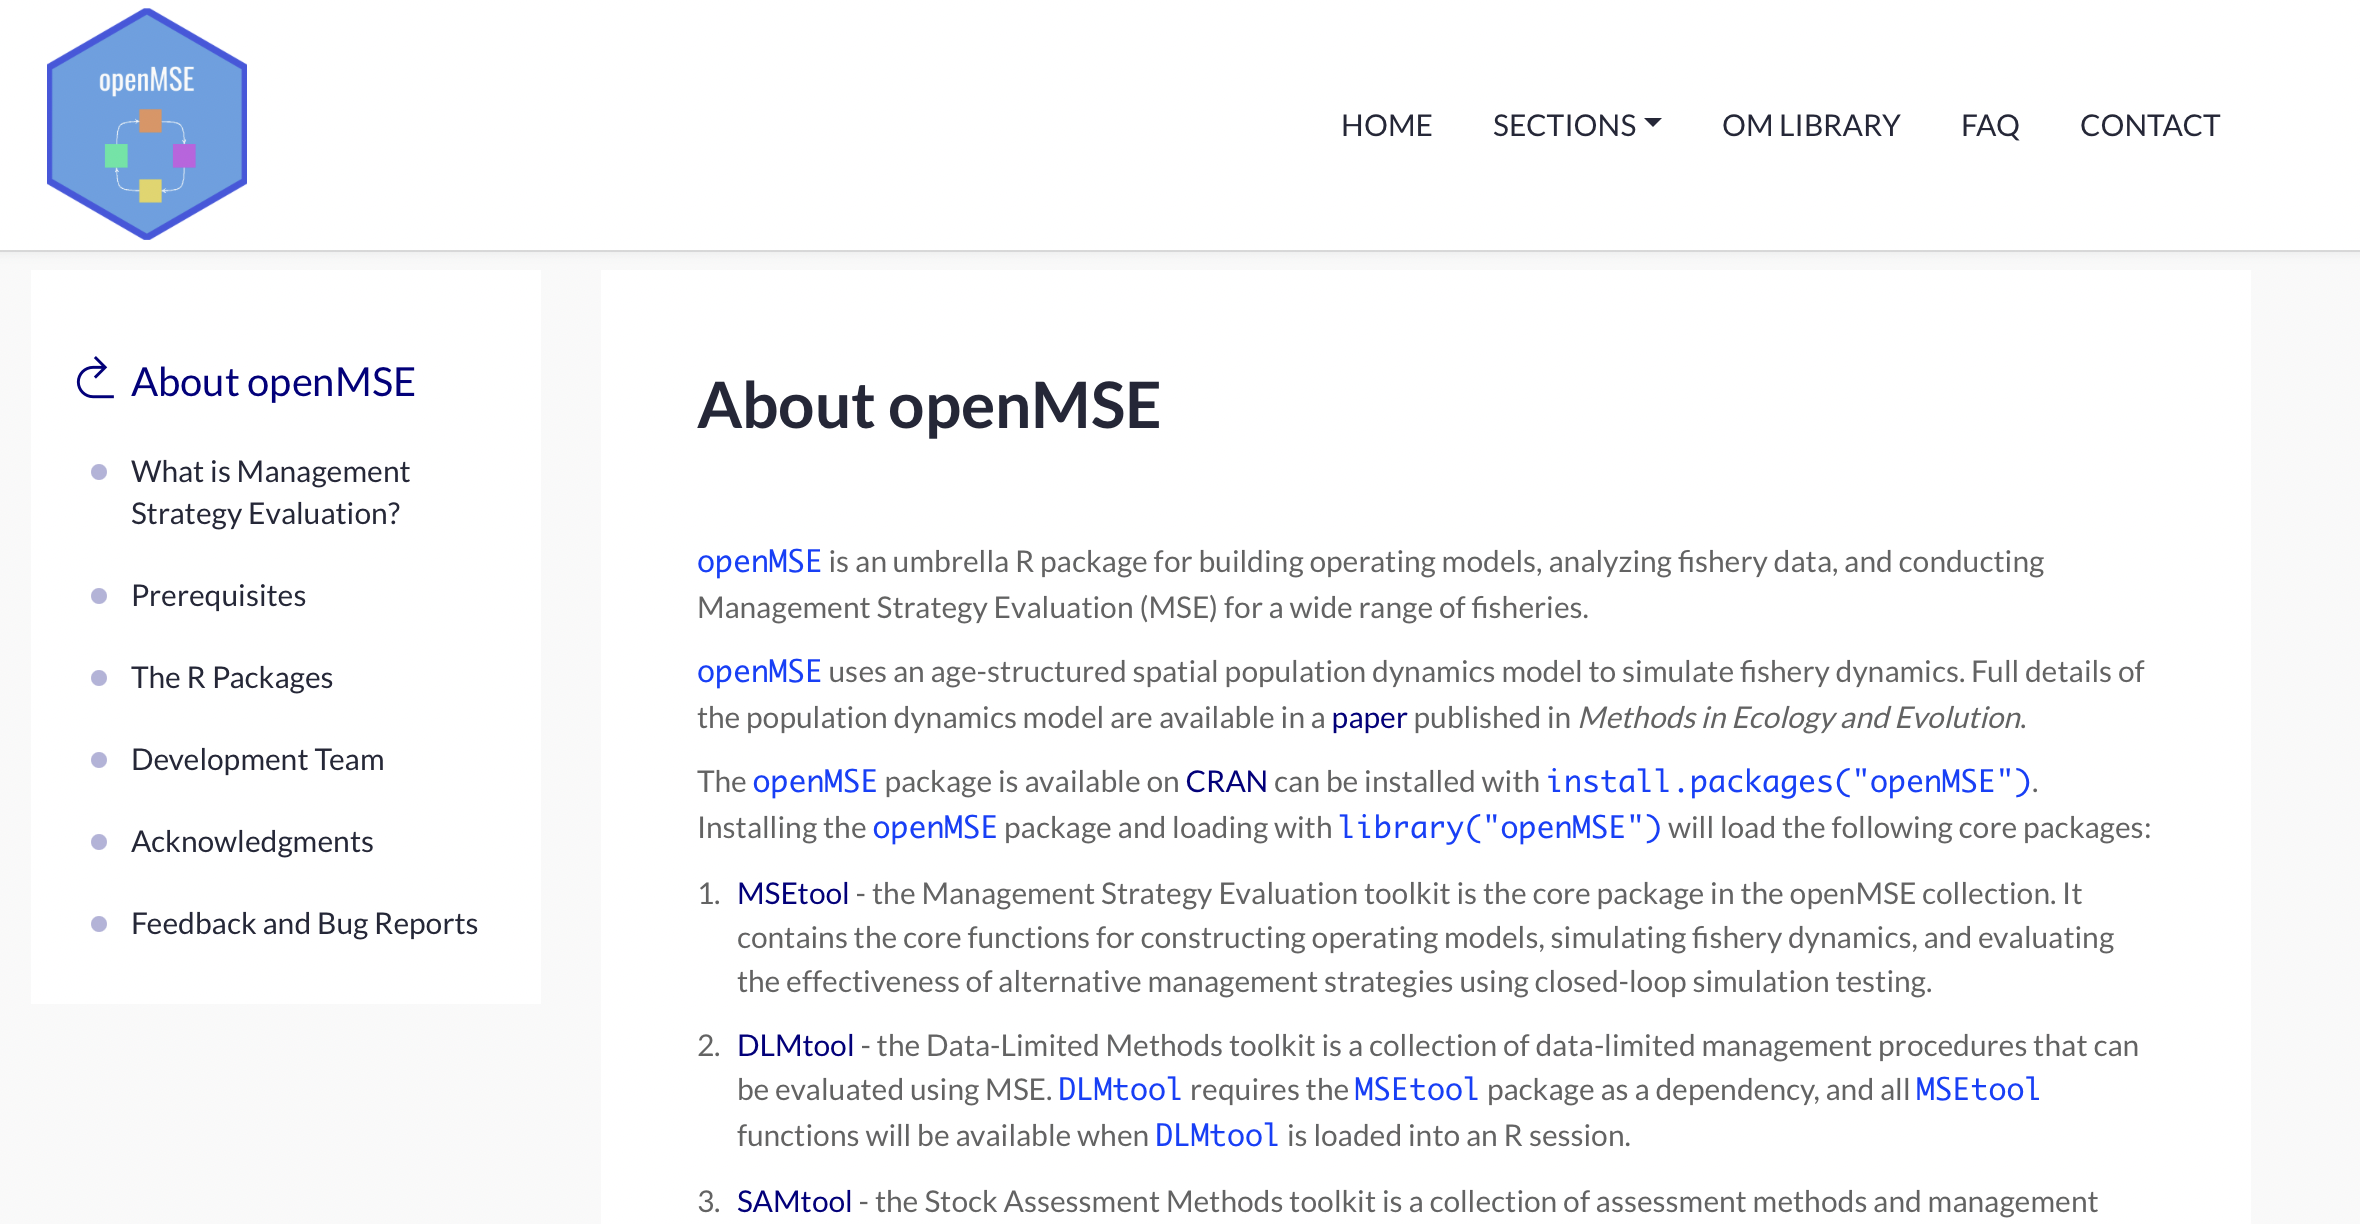 openMSE
HOME
SECTIONS
OM LIBRARY
FAQ
CONTACT
About openMSE
What is Management
Strategy Evaluation?
Prerequisites
The R Packages
Development Team
Acknowledgments
Feedback and Bug Reports
About openMSE
openMSE is an umbrella R package for building operating models, analyzing fishery data, and conducting
Management Strategy Evaluation (MSE) for a wide range of fisheries.
openMSE uses an age-structured spatial population dynamics model to simulate fishery dynamics. Full details of
the population dynamics model are available in a paper published in Methods in Ecology and Evolution.
The openMSE package is available on CRAN can be installed with install.packages("openMSE").
Installing the openMSE package and loading with library("openMSE") will load the following core packages:
1. MSEtool - the Management Strategy Evaluation toolkit is the core package in the openMSE collection. It
contains the core functions for constructing operating models, simulating fishery dynamics, and evaluating
the effectiveness of alternative management strategies using closed-loop simulation testing.
2. DLMtool - the Data-Limited Methods toolkit is a collection of data-limited management procedures that can
be evaluated using MSE. DLMtool requires the MSEtool package as a dependency, and all MSEtool
functions will be available when DLMtool is loaded into an R session.
3. SAMtool - the Stock Assessment Methods toolkit is a collection of assessment methods and management